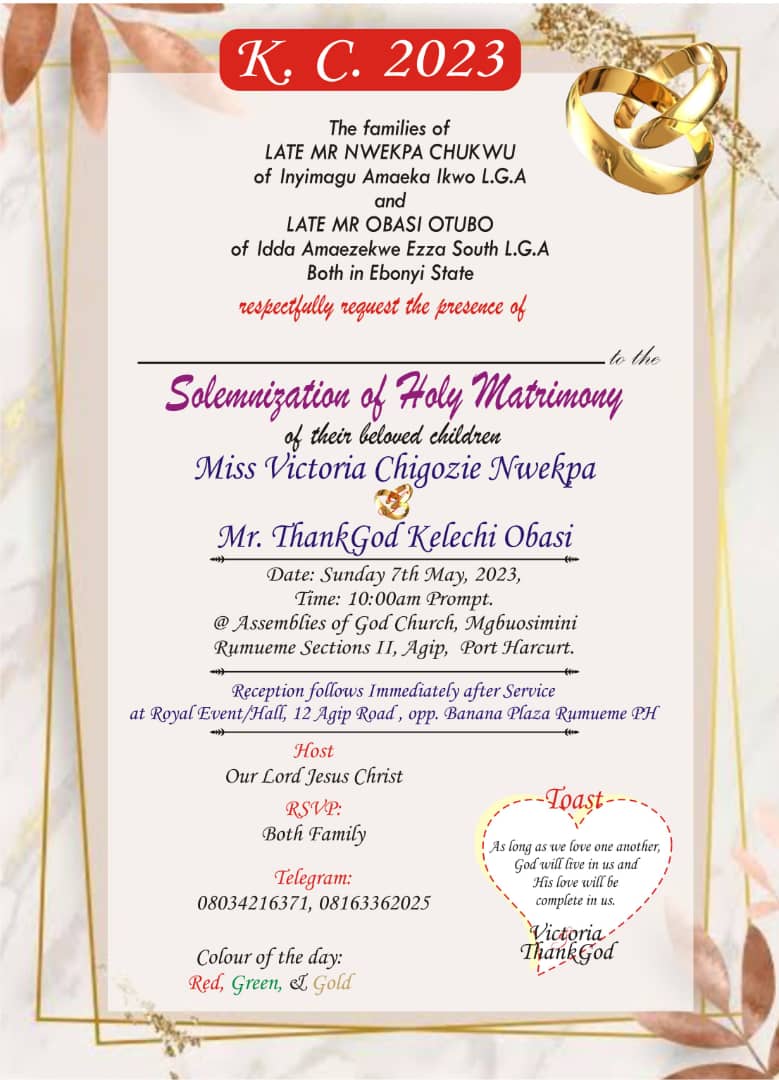 K. C. 2023
The families of
LATE MR NWEKPA CHUKWU
of Inyimagu Amaeka Ikwo L.G.A
and
LATE MR OBASI OTUBO
of Idda Amaezekwe Ezza South L.G.A
Both in Ebonyi State
respectfully request the presence of
to the
Solemnization of Holy Matrimony
of their beloved children
Miss Victoria Chigozie Nwekpa
Mr. ThankGod Kelechi Obasi
Date: Sunday 7th May, 2023,
Time: 10:00am Prompt.
@ Assemblies of God Church, Mgbuosimini
Rumueme Sections II, Agip, Port Harcurt.
Reception follows Immediately after Service
at Royal Event/Hall, 12 Agip Road , opp. Banana Plaza Rumueme PH
Host
Our Lord Jesus Christ
RSVP:
Both Family
Telegram:
08034216371, 08163362025
Colour of the day:
Red, Green, & Gold
Toast
As long as we love one another,
God will live in us and
His love will be
complete in us.
Victoria
ThankGod